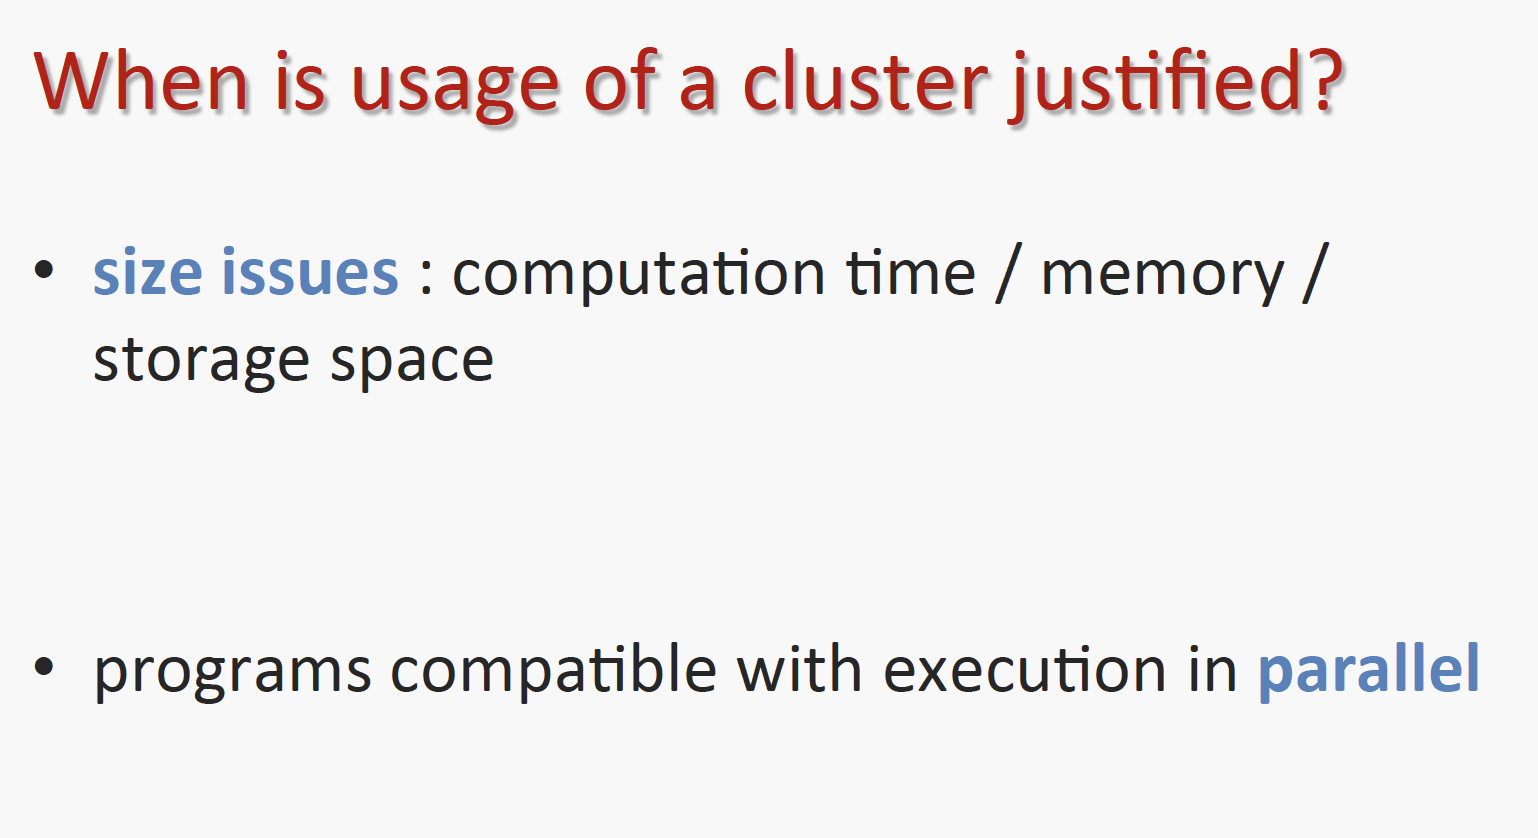 When is usage of a cluster justified?
• size issues : computation time / memory /
storage space
• programs compatible with execution in parallel